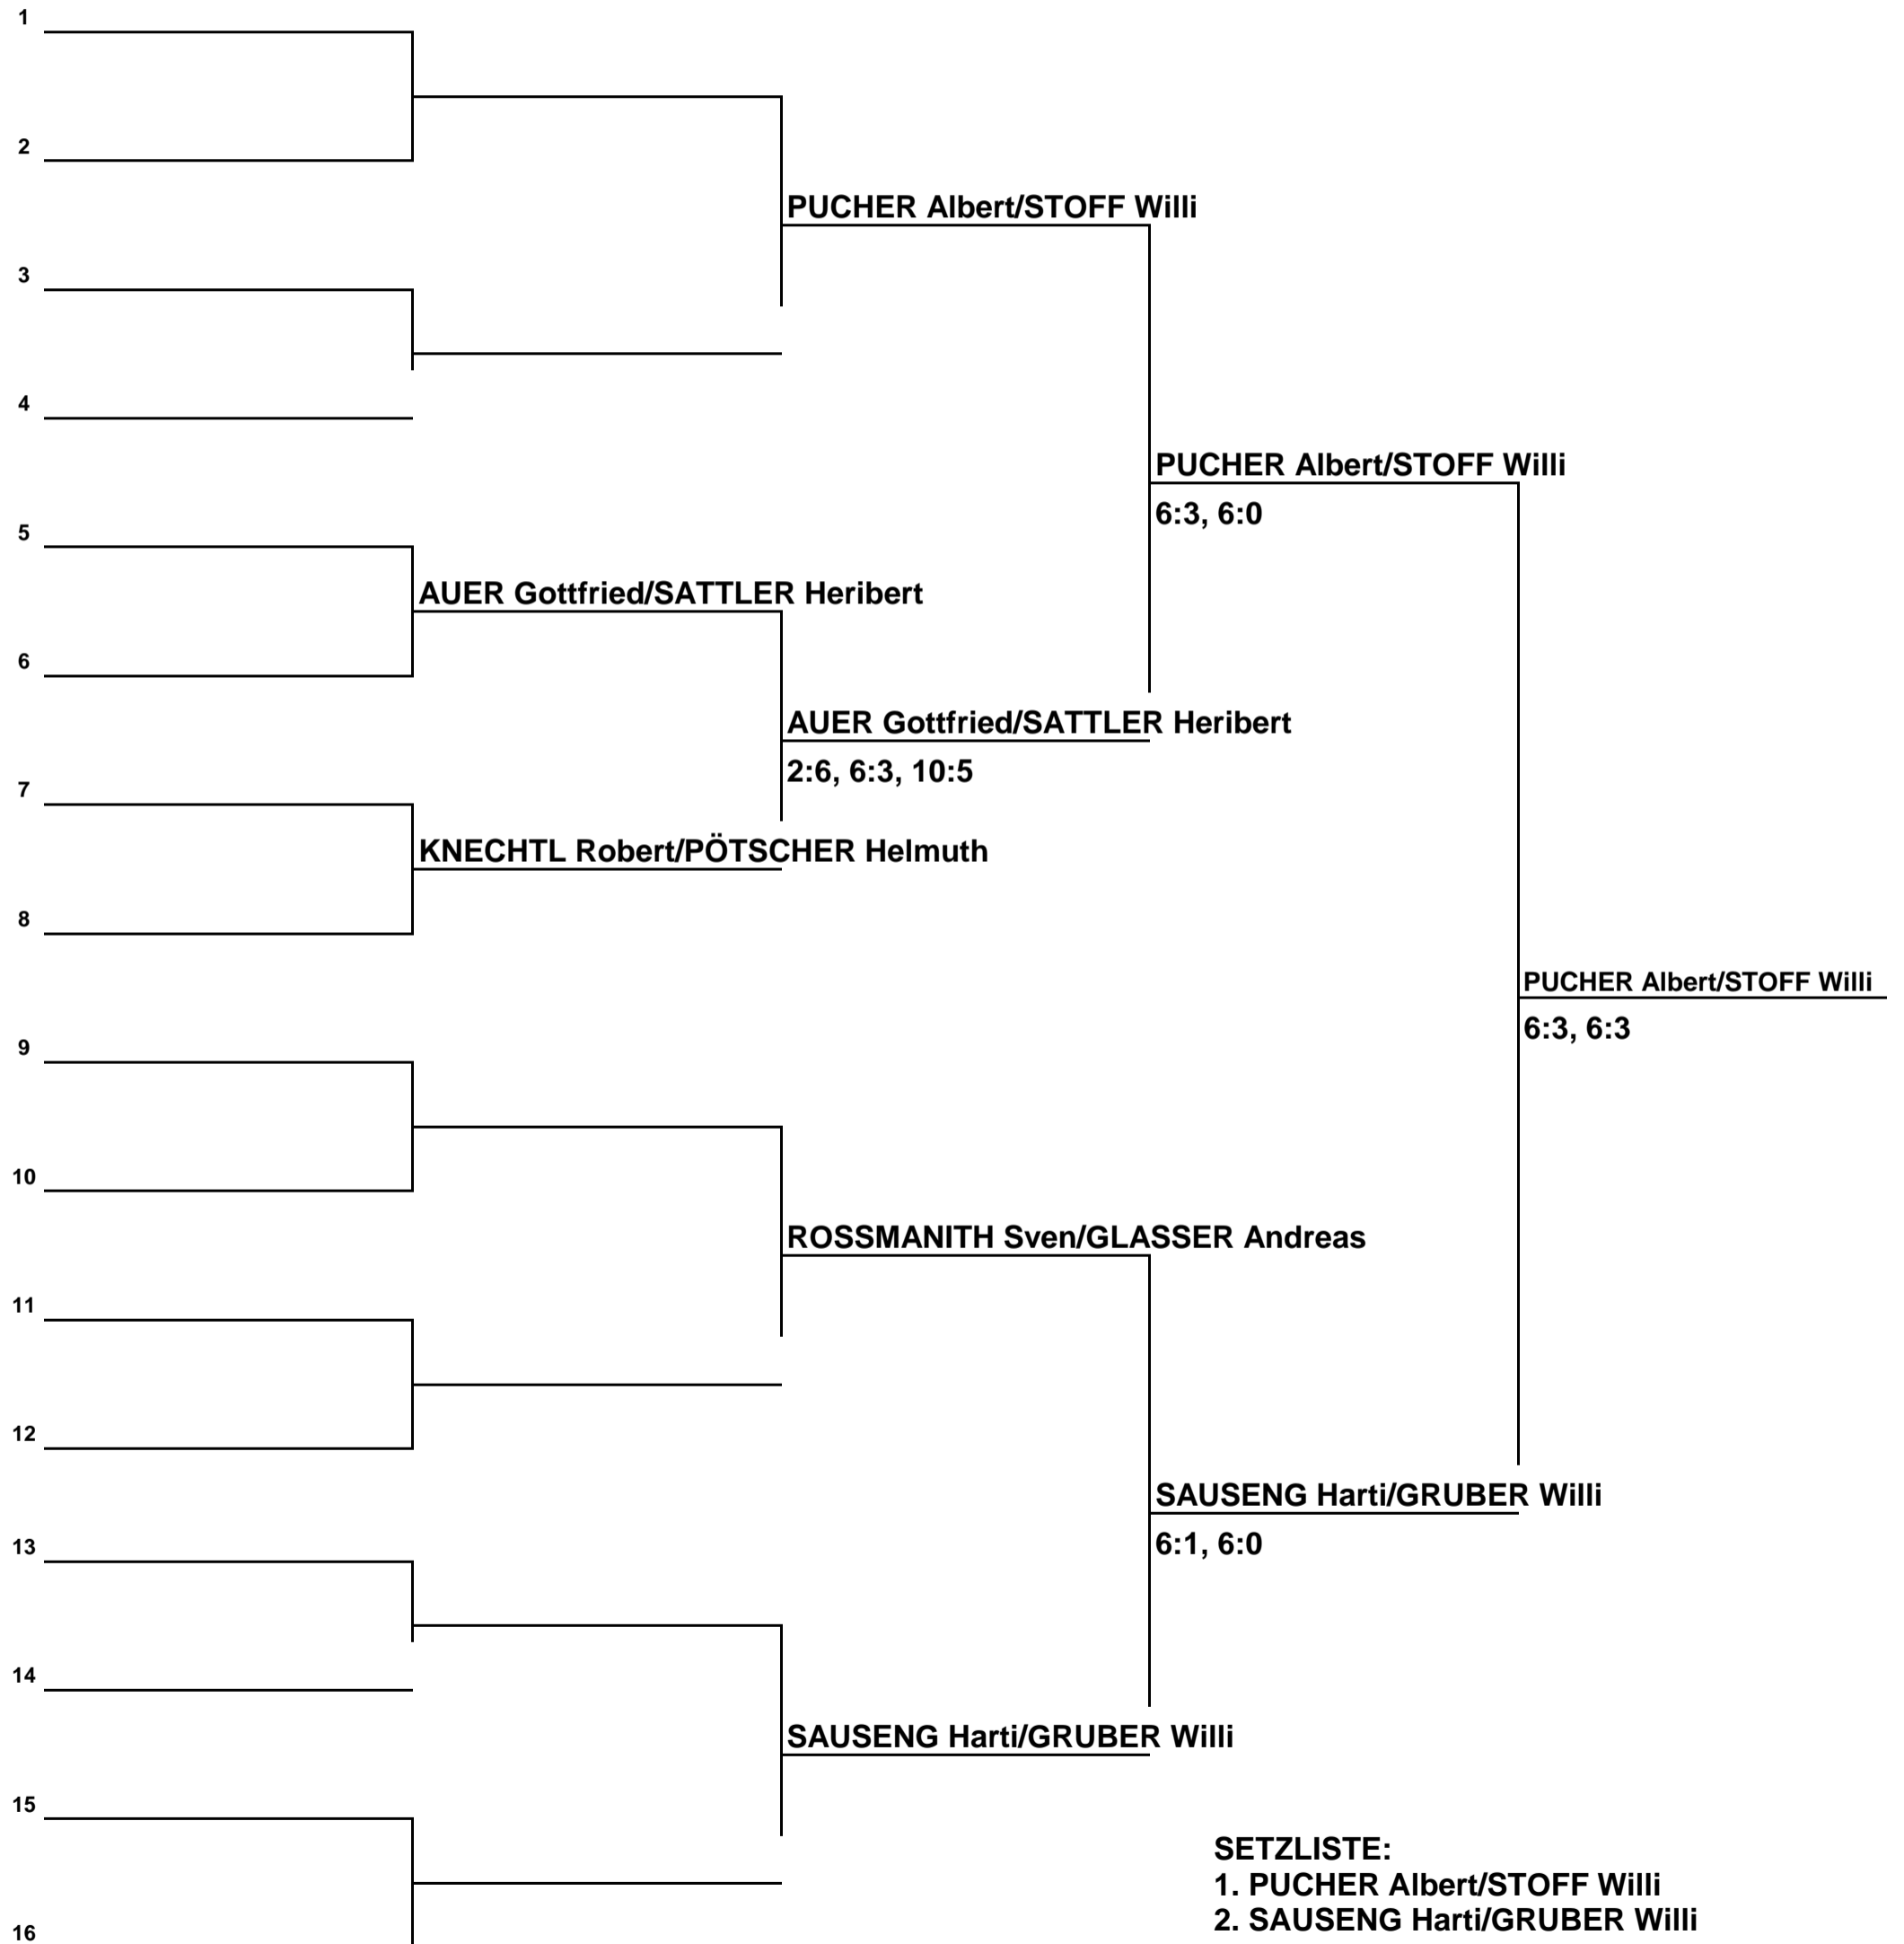 1
2
PUCHER Albert/STOFF Willi
3
4
PUCHER Albert/STOFF Willi
6:3, 6:0
5
AUER Gottfried/SATTLER Heribert
6
AUER Gottfried/SATTLER Heribert
2:6, 6:3, 10:5
7
KNECHTL Robert/PÖTSCHER Helmuth
8
PUCHER Albert/STOFF Willi
6:3, 6:3
9
10
ROSSMANITH Sven/GLASSER Andreas
11
12
SAUSENG Harti/GRUBER Willi
6:1, 6:0
13
14
SAUSENG Harti/GRUBER Willi
15
16
SETZLISTE:
1. PUCHER Albert/STOFF Willi
2. SAUSENG Harti/GRUBER Willi